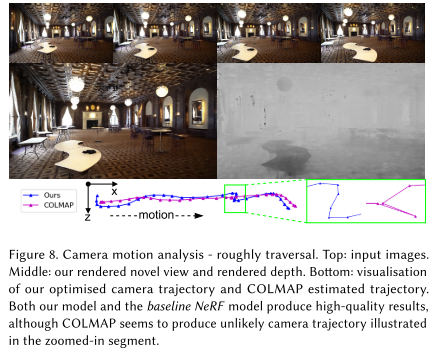 Ours
COLMAP
x
z
motion
Figure 8. Camera motion analysis - roughly traversal. Top: input images.
Middle: our rendered novel view and rendered depth. Bottom: visualisation
of our optimised camera trajectory and COLMAP estimated trajectory.
Both our model and the baseline NeRF model produce high-quality results,
although COLMAP seems to produce unlikely camera trajectory illustrated
in the zoomed-in segment.